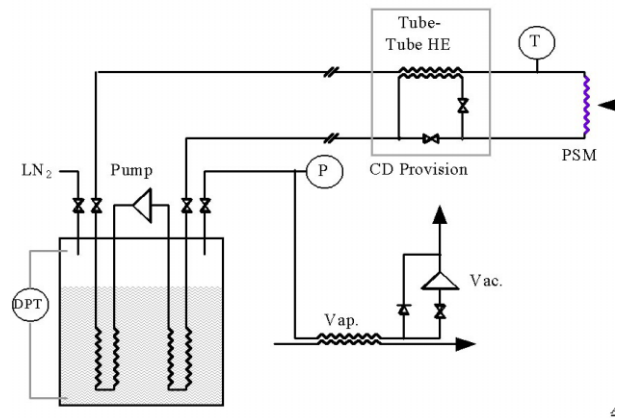 Tube-
Tube HE
T
PSM
CD Provision
LN₂
Pump
P
DPT
Vac.
Vap.